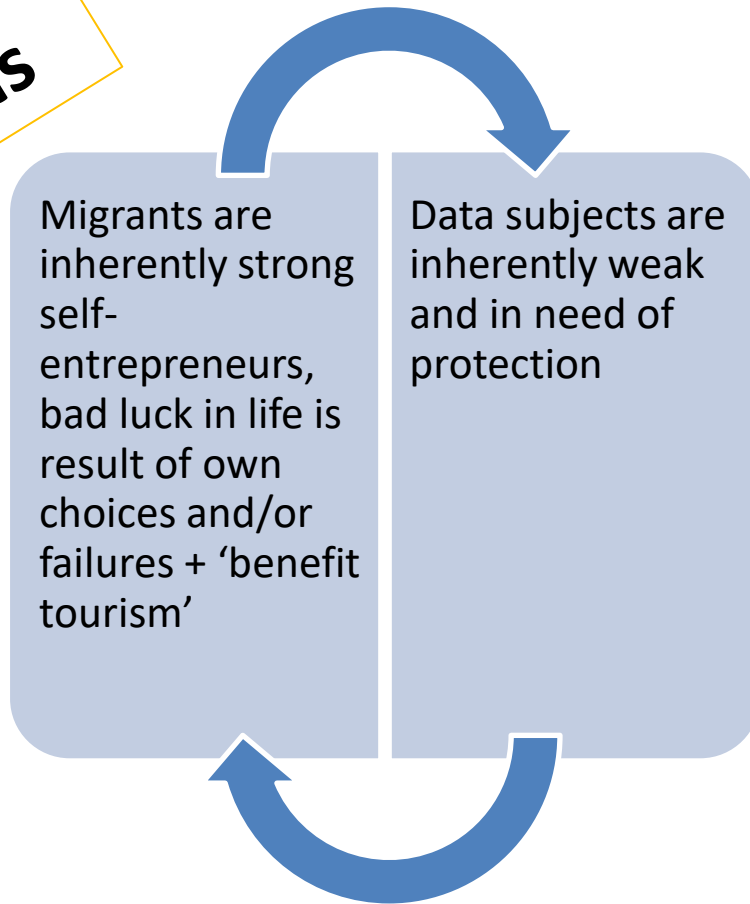 Migrants are
inherently strong
self-
entrepreneurs,
bad luck in life is
result of own
choices and/or
failures + ‘benefit
tourism’
Data subjects are
inherently weak
and in need of
protection